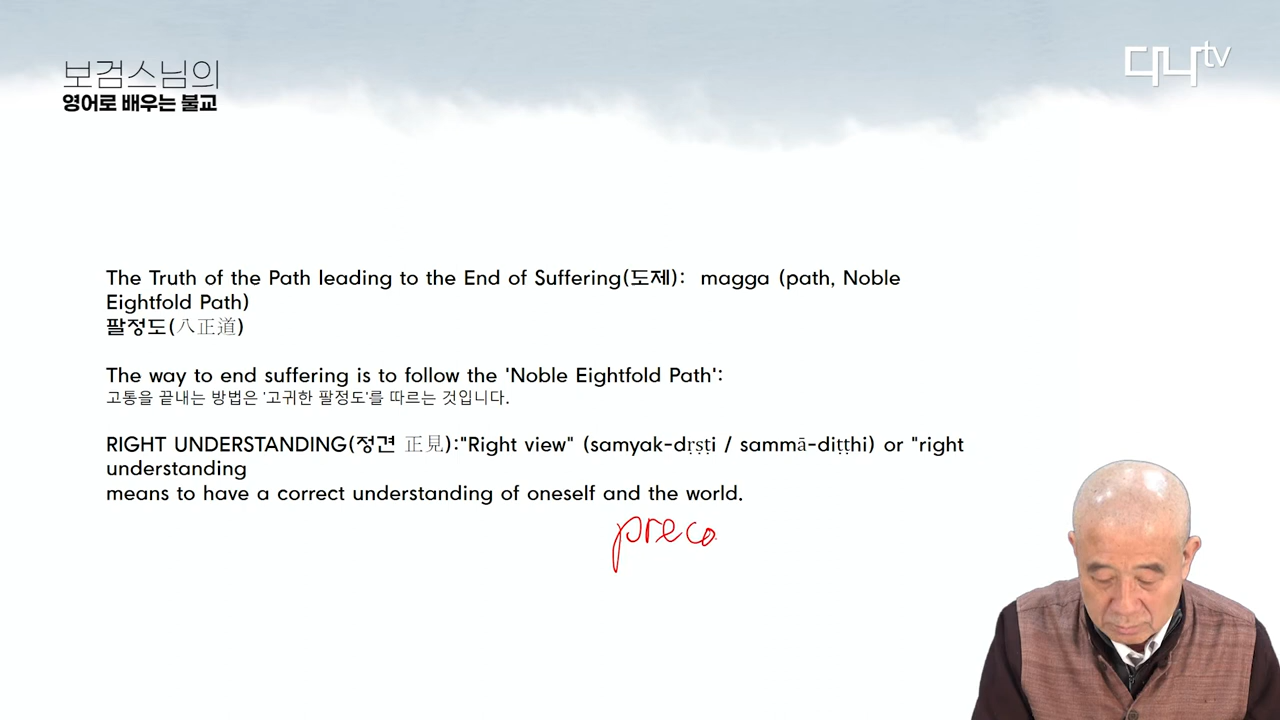 보검스님의
영어로 배우는 불교
다나tv
The Truth of the Path leading to the End of Suffering(도제):  magga (path, Noble
Eightfold Path)
팔정도(八正道)
The way to end suffering is to follow the 'Noble Eightfold Path':
고통을 끝내는 방법은 '고귀한 팔정도'를 따르는 것입니다.
RIGHT UNDERSTANDING(정견 正見):"Right view" (samyak-dṛṣṭi / sammā-diṭṭhi) or "right
understanding
means to have a correct understanding of oneself and the world.
preco